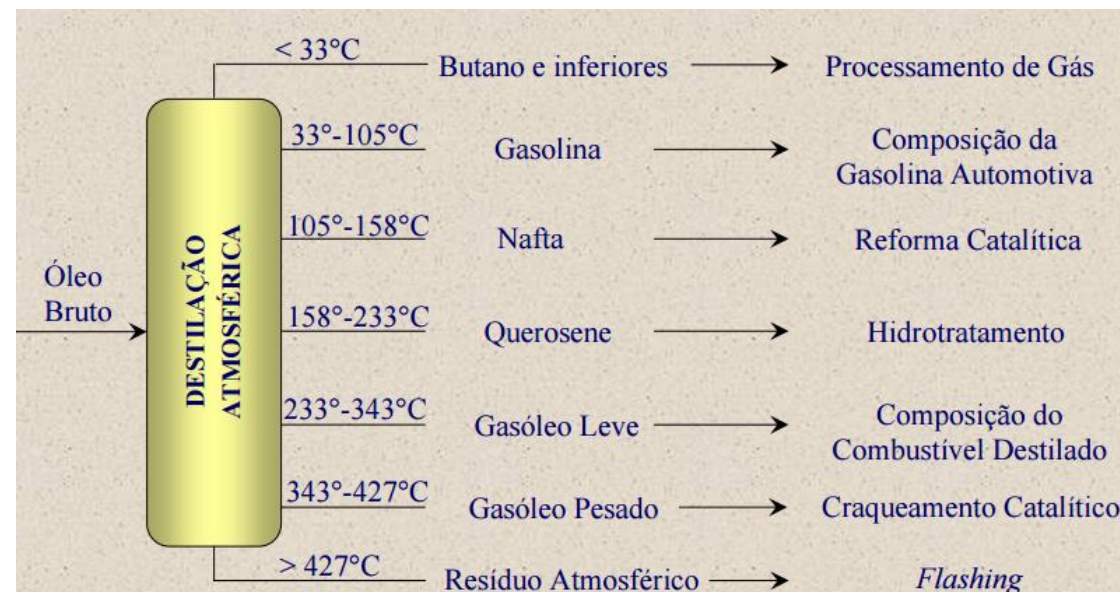 < 33°C
Butano e inferiores
Processamento de Gás
33°-105°C
Gasolina
Composição da
Gasolina Automotiva
105°-158°C
Nafta
Reforma Catalítica
Óleo
Bruto
DESTILAÇÃO
ATMOSFÉRICA
158°-233°C
Querosene
Hidrotratamento
233°-343°C
Gasóleo Leve
Composição do
Combustível Destilado
343°-427°C
Gasóleo Pesado
Craqueamento Catalítico
> 427°C
Resíduo Atmosférico
Flashing